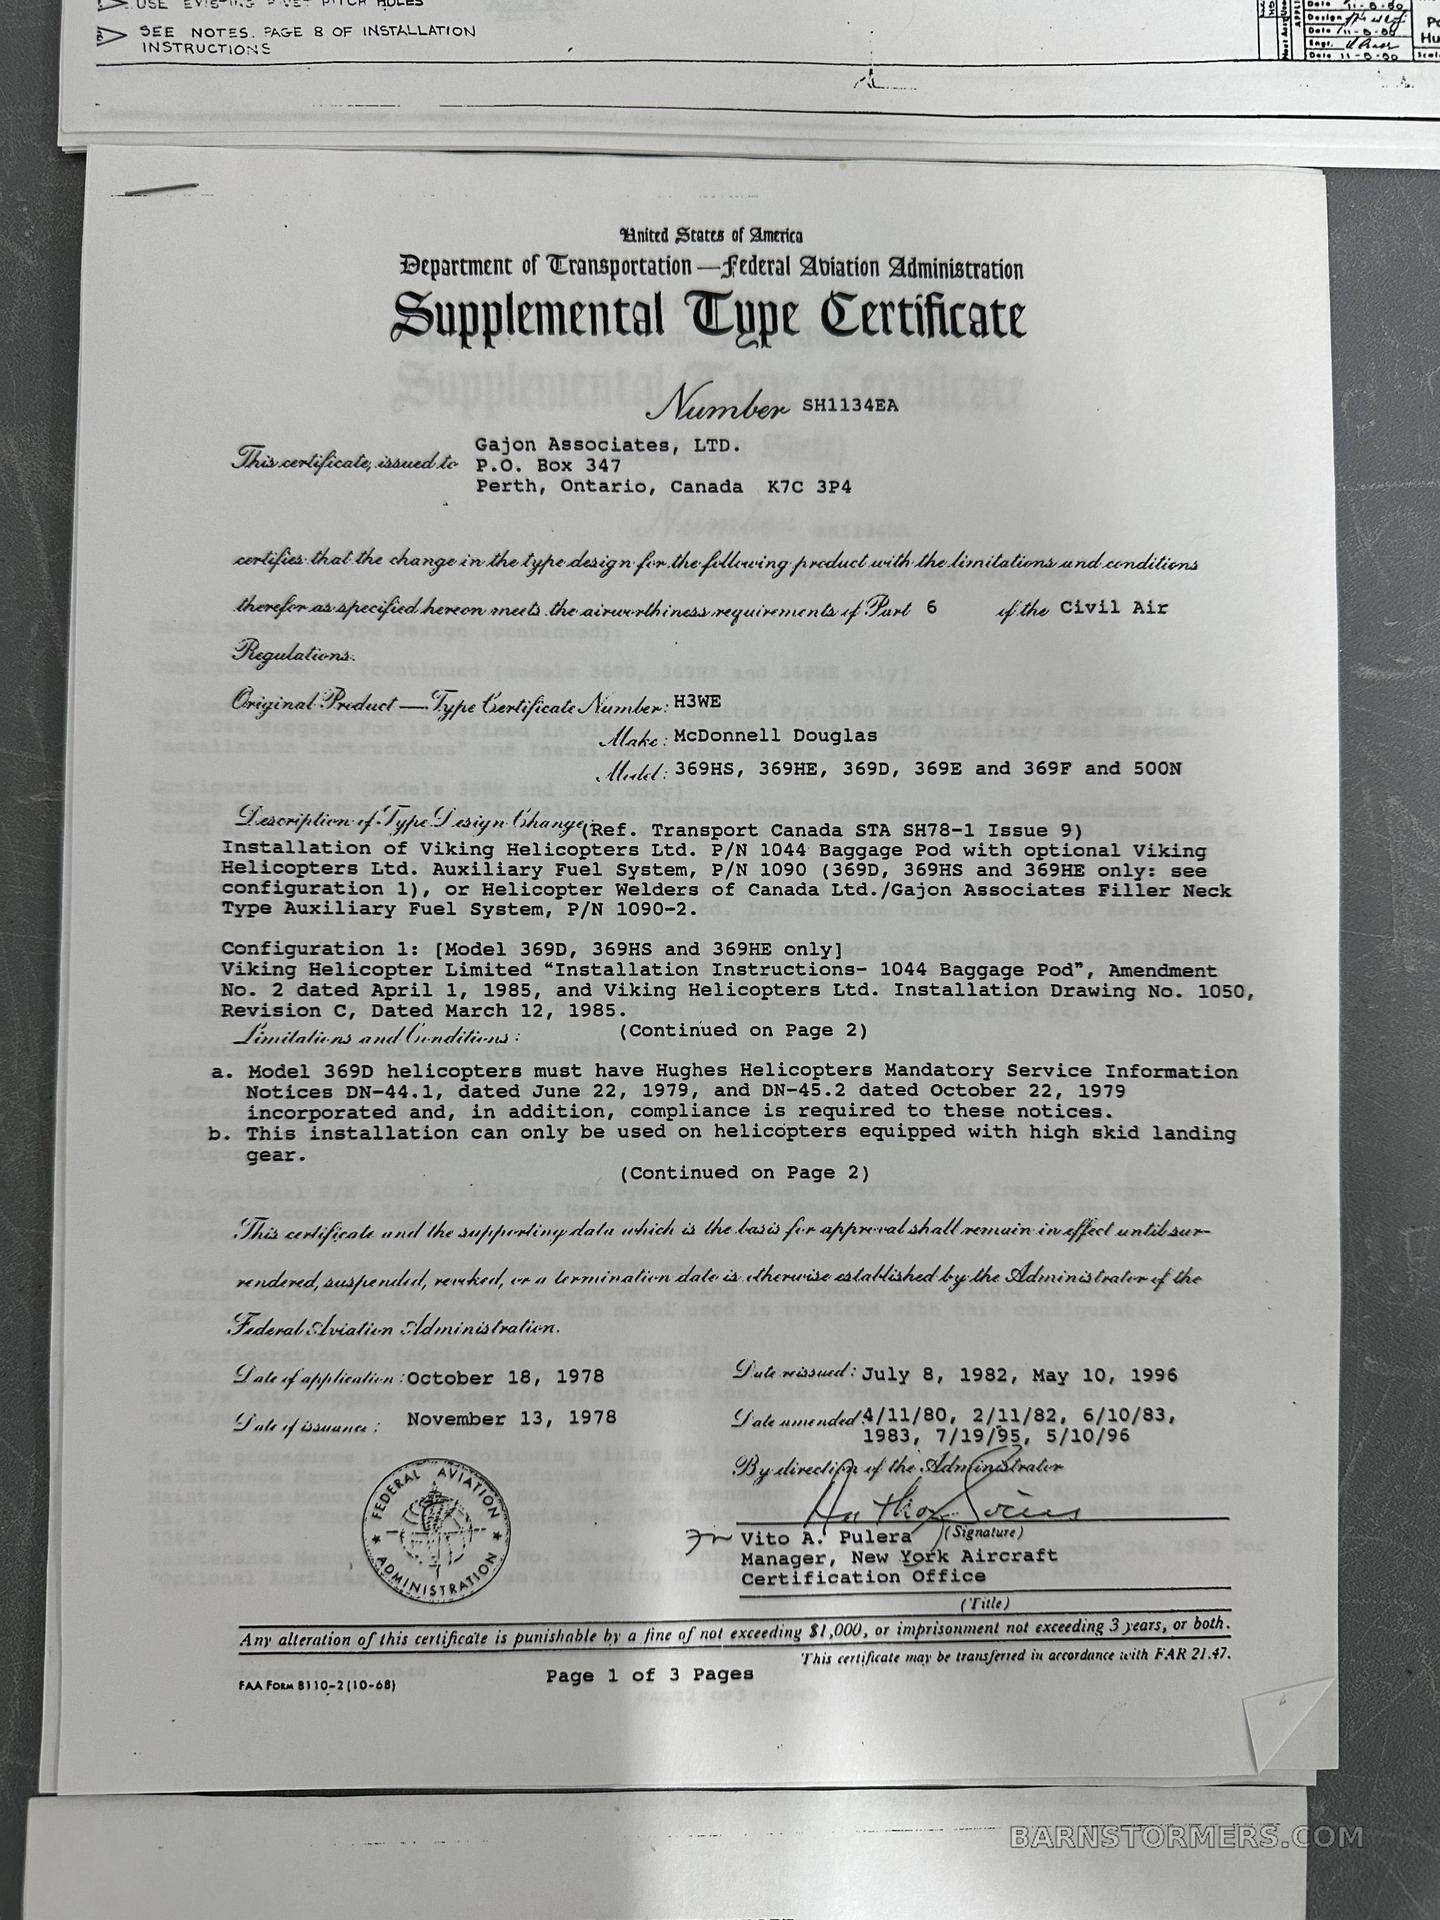 USE EXISTING RIVET PITCH HOLES
SEE NOTES. PAGE 8 OF INSTALLATION
INSTRUCTIONS
Date 11-6-80
Design
Date 11-6-80
Engr.
Date 11-6-80
United States of America
Department of Transportation—Federal Aviation Administration
Supplemental Type Certificate
Number SH1134EA
This certificate, issued to
Gajon Associates, LTD.
P.O. Box 347
Perth, Ontario, Canada K7C 3P4
certifies that the change in the type design for the following product with the limitations and conditions
therefor as specified hereon meets the airworthiness requirements of Part 6 of the Civil Air
Regulations.
Original Product — Type Certificate Number: H3WE
Make: McDonnell Douglas
Model: 369HS, 369HE, 369D, 369E and 369F and 500N
Description of Type Design Change: (Ref. Transport Canada STA SH78-1 Issue 9)
Installation of Viking Helicopters Ltd. P/N 1044 Baggage Pod with optional Viking
Helicopters Ltd. Auxiliary Fuel System, P/N 1090 (369D, 369HS and 369HE only: see
configuration 1), or Helicopter Welders of Canada Ltd./Gajon Associates Filler Neck
Type Auxiliary Fuel System, P/N 1090-2.
Configuration 1: [Model 369D, 369HS and 369HE only]
Viking Helicopter Limited “Installation Instructions- 1044 Baggage Pod”, Amendment
No. 2 dated April 1, 1985, and Viking Helicopters Ltd. Installation Drawing No. 1050,
Revision C, Dated March 12, 1985.
(Continued on Page 2)
Limitations and Conditions:
a. Model 369D helicopters must have Hughes Helicopters Mandatory Service Information
Notices DN-44.1, dated June 22, 1979, and DN-45.2 dated October 22, 1979
incorporated and, in addition, compliance is required to these notices.
b. This installation can only be used on helicopters equipped with high skid landing
gear.
(Continued on Page 2)
This certificate and the supporting data which is the basis for approval shall remain in effect until sur-
rendered, suspended, revoked, or a termination date is otherwise established by the Administrator of the
Federal Aviation Administration.
Date of application: October 18, 1978
Date reissued: July 8, 1982, May 10, 1996
Date of issuance: November 13, 1978
Date amended: 4/11/80, 2/11/82, 6/10/83,
1983, 7/19/95, 5/10/96
By direction of the Administrator
FEDERAL AVIATION
ADMINISTRATION
(Signature)
For Vito A. Pulera
Manager, New York Aircraft
Certification Office
(Title)
Any alteration of this certificate is punishable by a fine of not exceeding $1,000, or imprisonment not exceeding 3 years, or both.
This certificate may be transferred in accordance with FAR 21.47.
FAA Form 8110-2 (10-68)
Page 1 of 3 Pages
BARNSTORMERS.COM